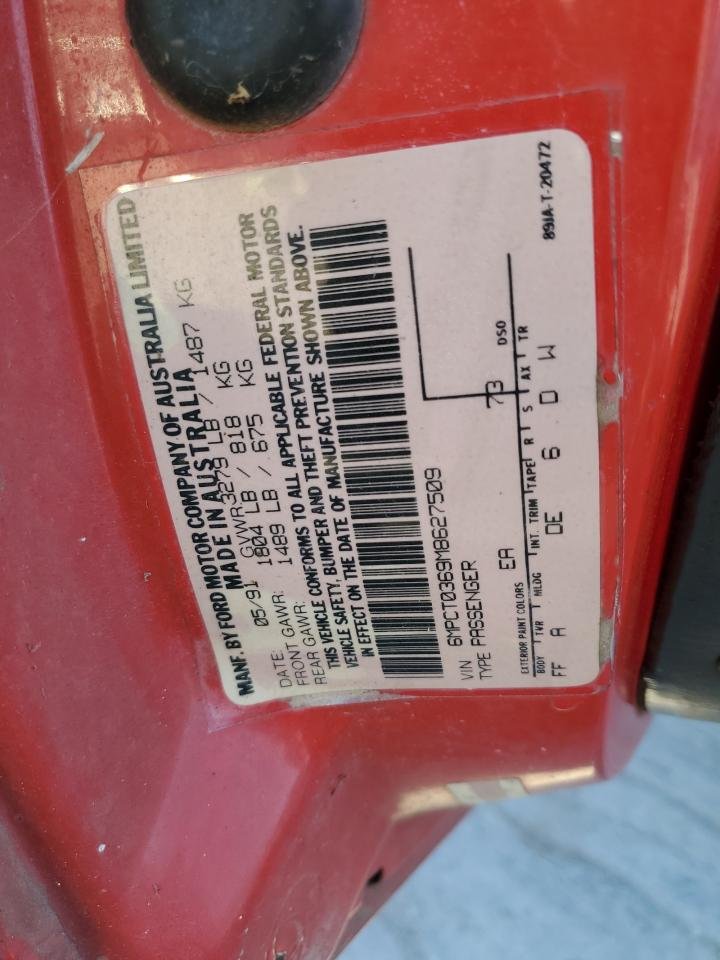 MANF. BY FORD MOTOR COMPANY OF AUSTRALIA LIMITED
MADE IN AUSTRALIA
DATE: 05/91 GVWR: 3279 LB / 1487 KG
FRONT GAWR: 1804 LB / 818 KG
REAR GAWR: 1489 LB / 675 KG
THIS VEHICLE CONFORMS TO ALL APPLICABLE FEDERAL MOTOR
VEHICLE SAFETY, BUMPER AND THEFT PREVENTION STANDARDS
IN EFFECT ON THE DATE OF MANUFACTURE SHOWN ABOVE.
VIN 6MPCT0369M8627509
TYPE PASSENGER
73 DSO
EXTERIOR PAINT COLORS EA
BODY TVR MLDG INT. TRIM TAPE R S AX TR
FF A DE 6 D W
89JA-T-20472